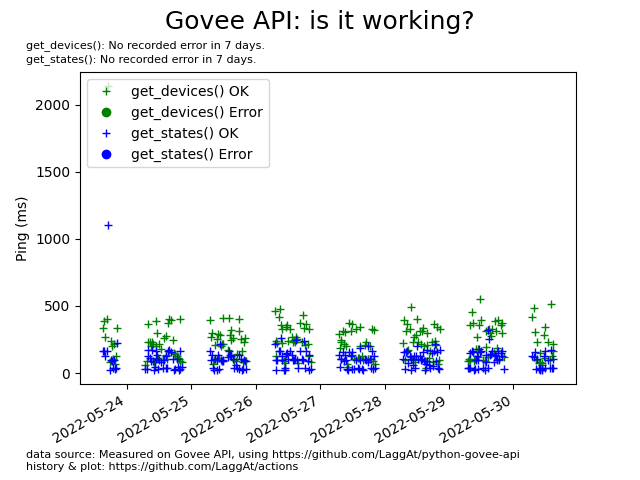 Govee API: is it working?
get_devices(): No recorded error in 7 days.
get_states(): No recorded error in 7 days.
get_devices() OK
get_devices() Error
get_states() OK
get_states() Error
Ping (ms)
2000
1500
1000
500
0
2022-05-24
2022-05-25
2022-05-26
2022-05-27
2022-05-28
2022-05-29
2022-05-30
data source: Measured on Govee API, using https://github.com/LaggAt/python-govee-api
history & plot: https://github.com/LaggAt/actions